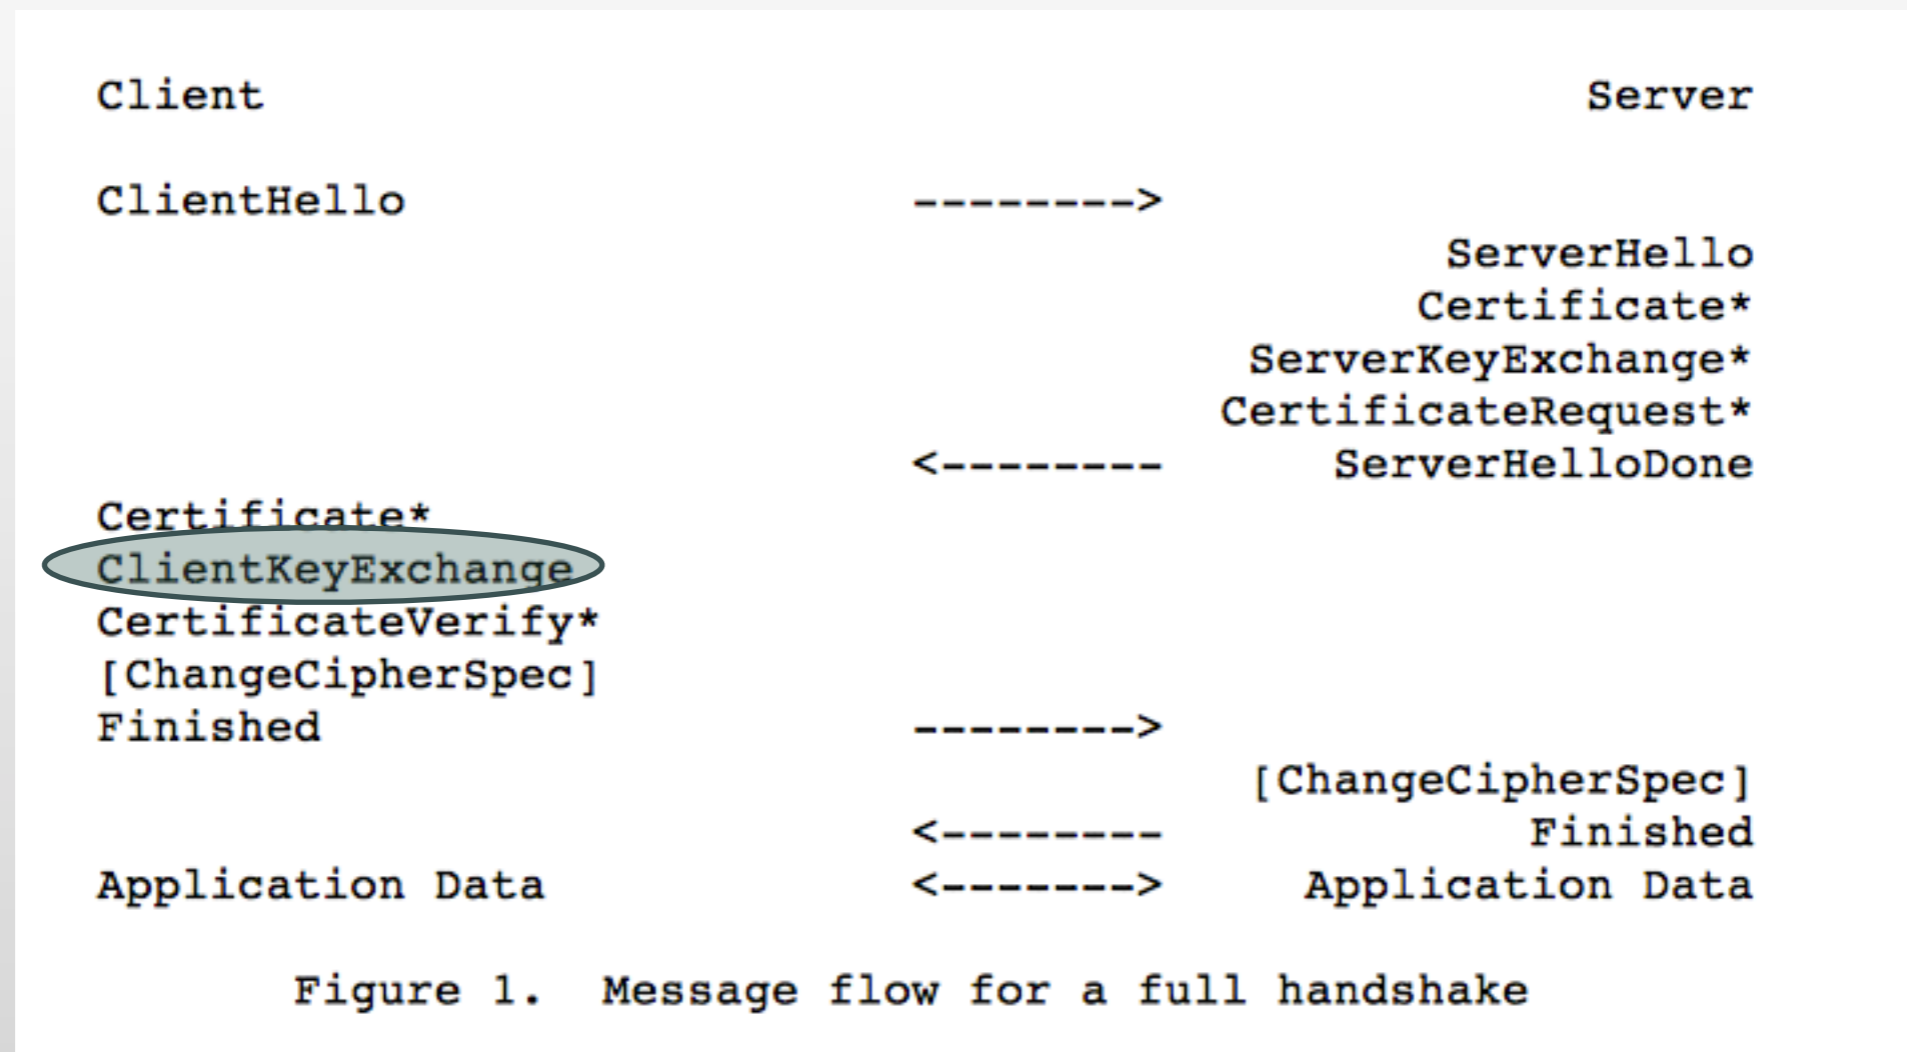 Client Server
ClientHello -------->
ServerHello
Certificate*
ServerKeyExchange*
CertificateRequest*
<-------- ServerHelloDone
Certificate*
ClientKeyExchange
CertificateVerify*
[ChangeCipherSpec]
Finished -------->
[ChangeCipherSpec]
<-------- Finished
Application Data <-------> Application Data
Figure 1. Message flow for a full handshake